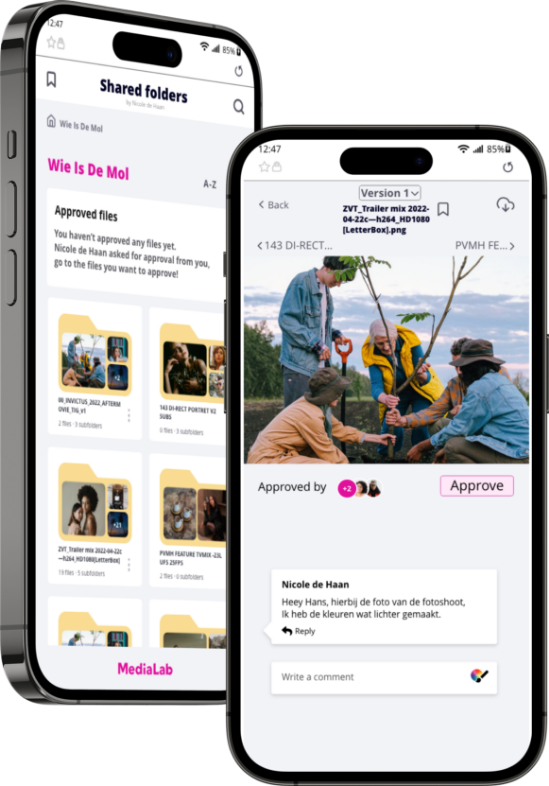 12:47
85%
Shared folders
by Nicole de Haan
Wie Is De Mol
Wie Is De Mol
A-Z
Approved files
You haven't approved any files yet.
Nicole de Haan asked for approval from you,
go to the files you want to approve!
+2
143 DI-RECT PORTRET V2
SUBS
2 files · 3 subfolders
0 files · 3 subfolders
+21
ZVT_Trailer mix 2022-04-22c
—h264_HD1080[LetterBox]
PVMH FEATURE TVMIX -23L
UFS 25FPS
19 files · 5 subfolders
2 files · 0 subfolders
MediaLab
12:47
85%
Version 1
Back
ZVT_Trailer mix 2022-
04-22c—h264_HD1080
[LetterBox].png
143 DI-RECT...
PVMH FE...
Approved by
+2
Approve
Nicole de Haan
Heey Hans, hierbij de foto van de fotoshoot,
Ik heb de kleuren wat lichter gemaakt.
Reply
Write a comment